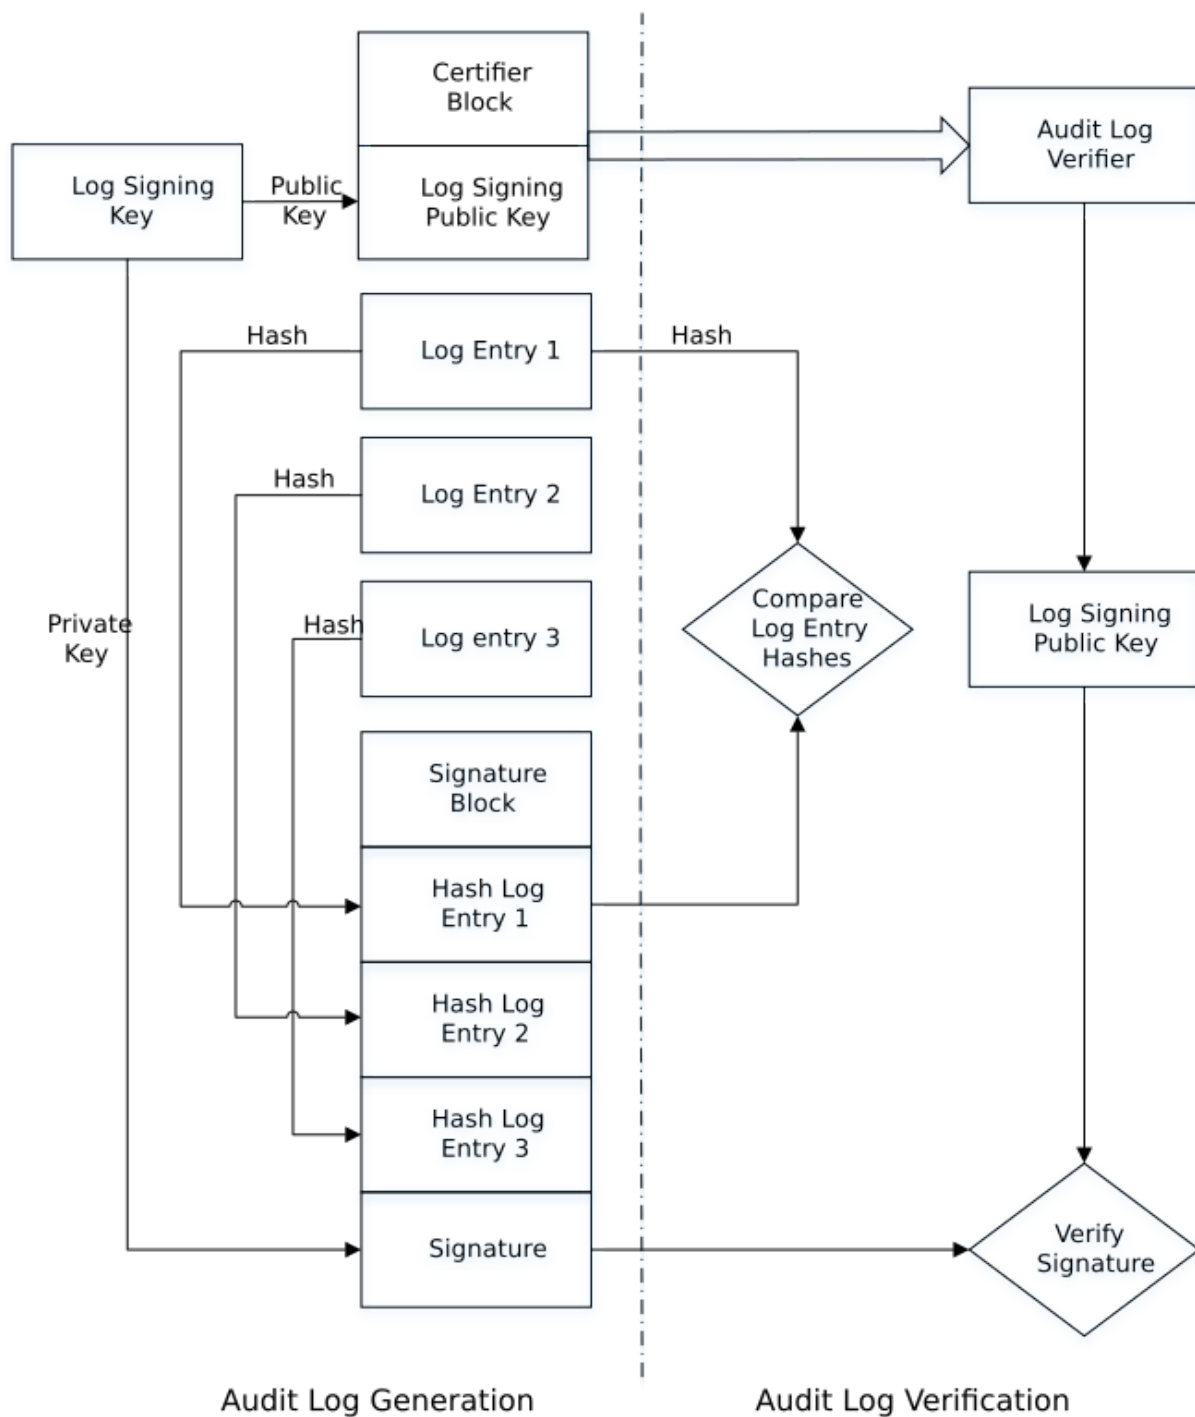 Certifier
Block
Audit Log
Verifier
Log Signing
Key
Public
Key
Log Signing
Public Key
Hash
Log Entry 1
Hash
Hash
Log Entry 2
Compare
Log Entry
Hashes
Private
Key
Hash
Log entry 3
Log Signing
Public Key
Signature
Block
Hash Log
Entry 1
Hash Log
Entry 2
Hash Log
Entry 3
Signature
Verify
Signature
Audit Log Generation
Audit Log Verification